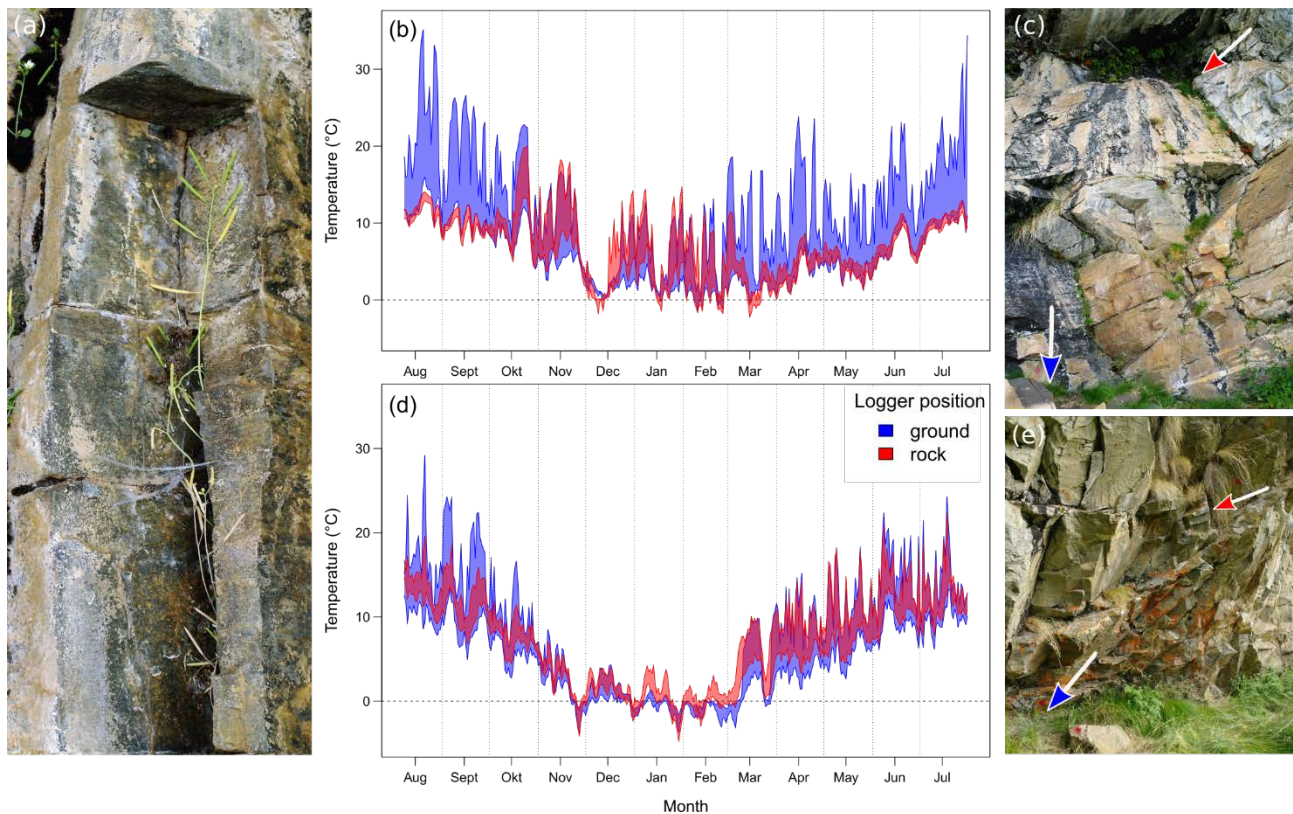 (a)
(b)
Temperature (°C)
30
20
10
0
Aug Sept Okt Nov Dec Jan Feb Mar Apr May Jun Jul
(c)
(d)
Temperature (°C)
30
20
10
0
Logger position
ground
rock
Aug Sept Okt Nov Dec Jan Feb Mar Apr May Jun Jul
Month
(e)